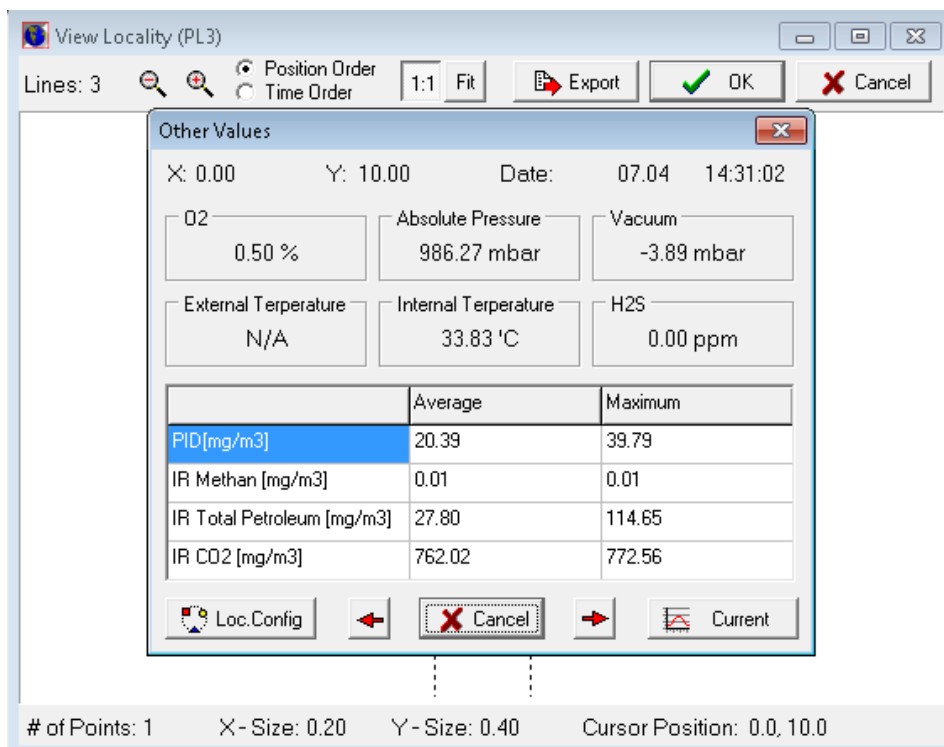 View Locality (PL3)
Lines: 3
Position Order
Time Order
1:1 Fit Export OK Cancel
Other Values
X: 0.00 Y: 10.00 Date: 07.04 14:31:02
O2 Absolute Pressure Vacuum
0.50 % 986.27 mbar -3.89 mbar
External Terperature Internal Terperature H2S
N/A 33.83 'C 0.00 ppm
Average Maximum
PID[mg/m3] 20.39 39.79
IR Methan [mg/m3] 0.01 0.01
IR Total Petroleum [mg/m3] 27.80 114.65
IR CO2 [mg/m3] 762.02 772.56
Loc.Config Cancel Current
# of Points: 1 X - Size: 0.20 Y - Size: 0.40 Cursor Position: 0.0, 10.0